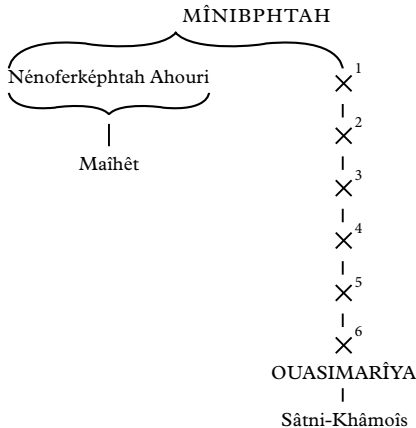 MÎNIBPHTAH
Nénoferképhtah Ahouri
Maîhêt
1
2
3
4
5
6
OUASIMARÎYA
Sâtni-Khâmoîs